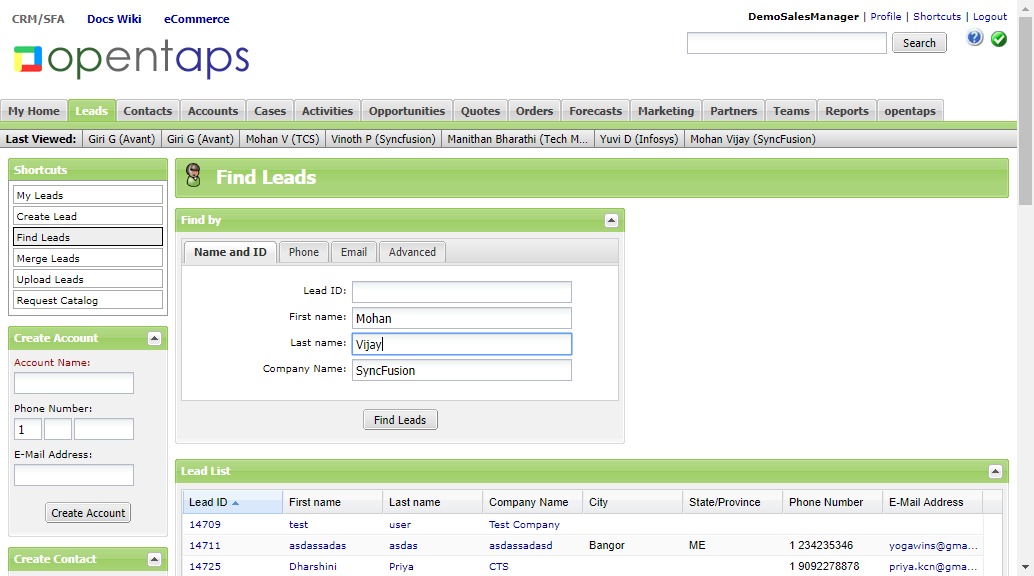 CRM/SFA Docs Wiki eCommerce
DemoSalesManager | Profile | Shortcuts | Logout
opentaps
Search
My Home Leads Contacts Accounts Cases Activities Opportunities Quotes Orders Forecasts Marketing Partners Teams Reports opentaps
Last Viewed: Giri G (Avant) Giri G (Avant) Mohan V (TCS) Vinoth P (Syncfusion) Manithan Bharathi (Tech M... Yuvi D (Infosys) Mohan Vijay (SyncFusion)
Shortcuts
My Leads
Create Lead
Find Leads
Merge Leads
Upload Leads
Request Catalog
Create Account
Account Name:
Phone Number:
1
E-Mail Address:
Create Account
Create Contact
Find Leads
Find by
Name and ID Phone Email Advanced
Lead ID:
First name: Mohan
Last name: Vijay
Company Name: SyncFusion
Find Leads
Lead List
Lead ID First name Last name Company Name City State/Province Phone Number E-Mail Address
14709 test user Test Company
14711 asdassadas asdas asdassadasd Bangor ME 1 234235346 yogawins@gma...
14725 Dharshini Priya CTS 1 9092278878 priya.kcn@gma...